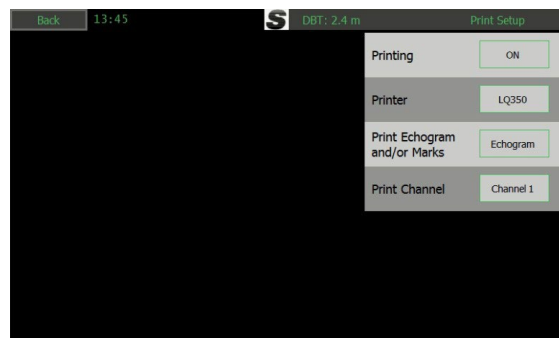 Back 13:45 S DBT: 2.4 m Print Setup
Printing ON
Printer LQ350
Print Echogram
and/or Marks Echogram
Print Channel Channel 1